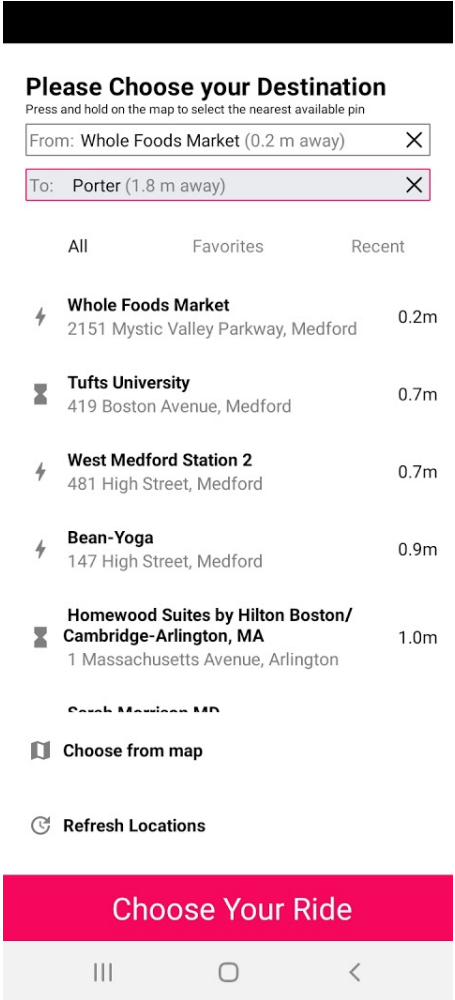 Please Choose your Destination
Press and hold on the map to select the nearest available pin
From: Whole Foods Market (0.2 m away)
To: Porter (1.8 m away)
All Favorites Recent
Whole Foods Market
2151 Mystic Valley Parkway, Medford
0.2m
Tufts University
419 Boston Avenue, Medford
0.7m
West Medford Station 2
481 High Street, Medford
0.7m
Bean-Yoga
147 High Street, Medford
0.9m
Homewood Suites by Hilton Boston/
Cambridge-Arlington, MA
1 Massachusetts Avenue, Arlington
1.0m
Sarah Morrison MD
Choose from map
Refresh Locations
Choose Your Ride